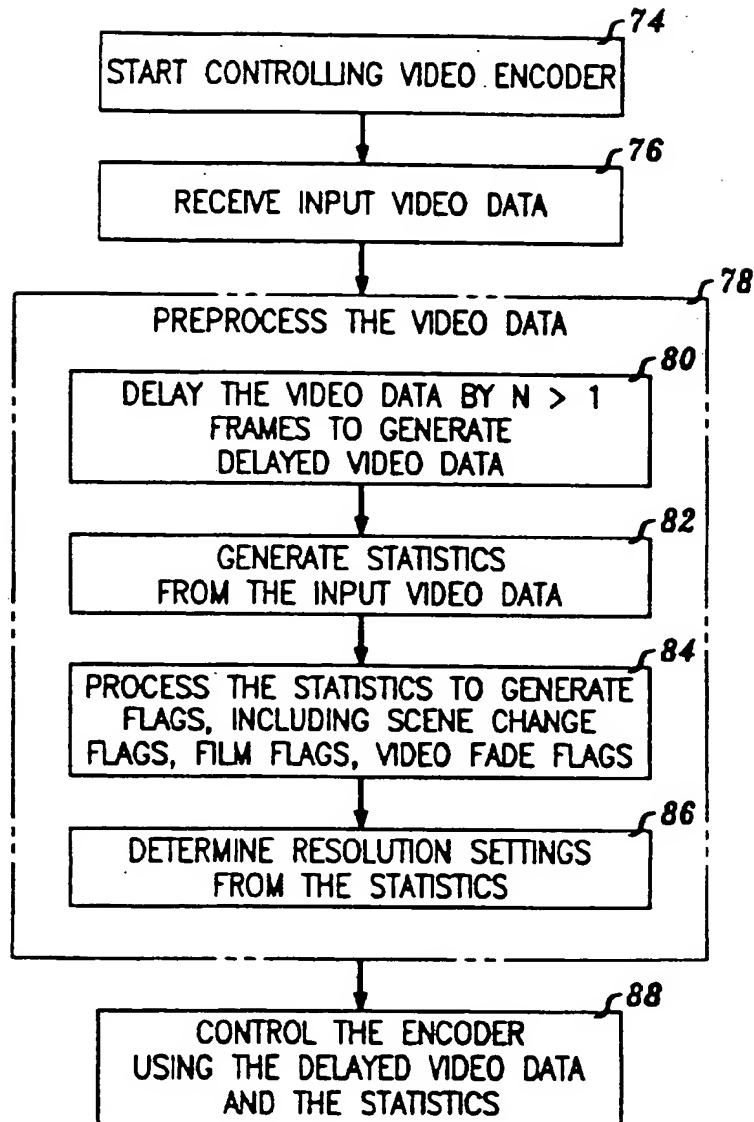 74
START CONTROLLING VIDEO ENCODER
76
RECEIVE INPUT VIDEO DATA
78
PREPROCESS THE VIDEO DATA
80
DELAY THE VIDEO DATA BY N > 1
FRAMES TO GENERATE
DELAYED VIDEO DATA
82
GENERATE STATISTICS
FROM THE INPUT VIDEO DATA
84
PROCESS THE STATISTICS TO GENERATE
FLAGS, INCLUDING SCENE CHANGE
FLAGS, FILM FLAGS, VIDEO FADE FLAGS
86
DETERMINE RESOLUTION SETTINGS
FROM THE STATISTICS
88
CONTROL THE ENCODER
USING THE DELAYED VIDEO DATA
AND THE STATISTICS